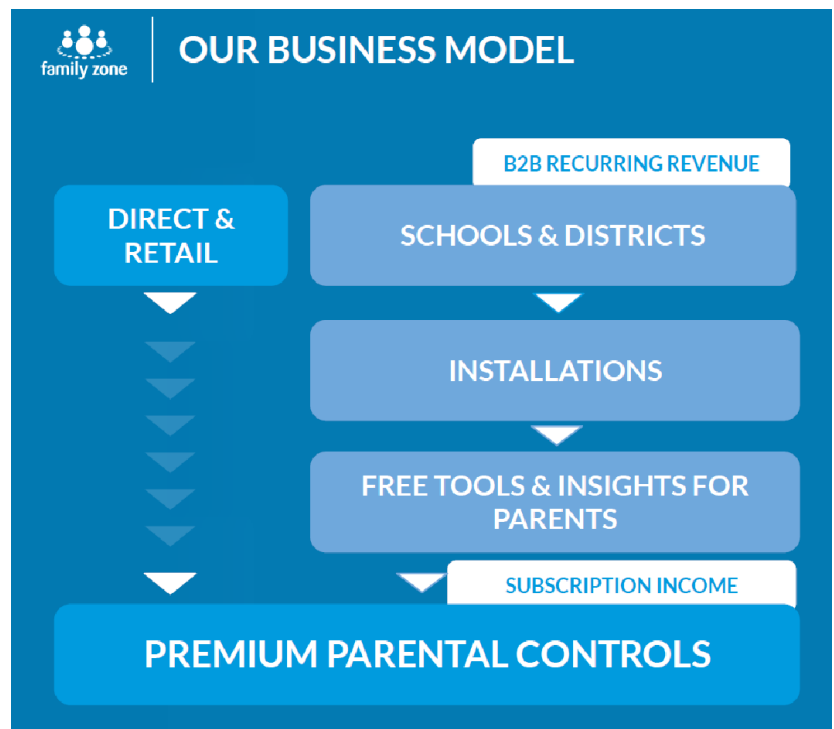 family zone
OUR BUSINESS MODEL
B2B RECURRING REVENUE
DIRECT &
RETAIL
SCHOOLS & DISTRICTS
INSTALLATIONS
FREE TOOLS & INSIGHTS FOR
PARENTS
SUBSCRIPTION INCOME
PREMIUM PARENTAL CONTROLS